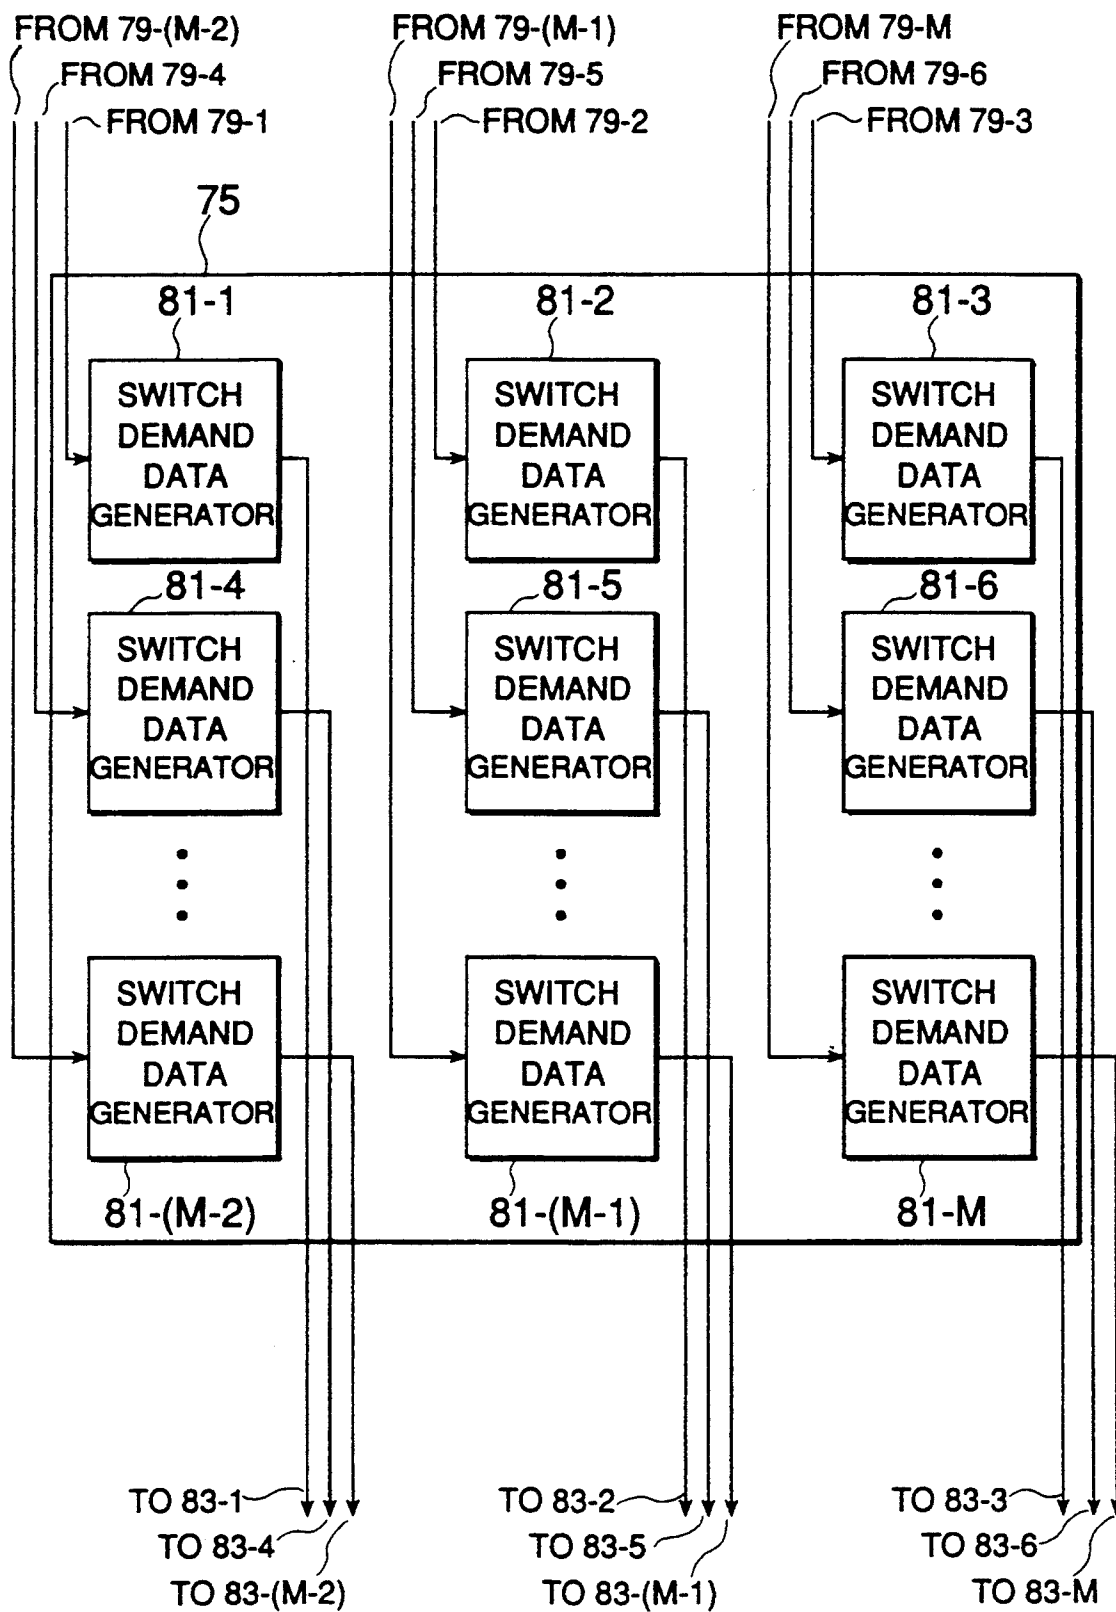 FROM 79-(M-2)
FROM 79-(M-1)
FROM 79-M
FROM 79-4
FROM 79-5
FROM 79-6
FROM 79-1
FROM 79-2
FROM 79-3
75
81-1
81-2
81-3
SWITCH
DEMAND
DATA
GENERATOR
SWITCH
DEMAND
DATA
GENERATOR
SWITCH
DEMAND
DATA
GENERATOR
81-4
81-5
81-6
SWITCH
DEMAND
DATA
GENERATOR
SWITCH
DEMAND
DATA
GENERATOR
SWITCH
DEMAND
DATA
GENERATOR
SWITCH
DEMAND
DATA
GENERATOR
SWITCH
DEMAND
DATA
GENERATOR
SWITCH
DEMAND
DATA
GENERATOR
81-(M-2)
81-(M-1)
81-M
TO 83-1
TO 83-2
TO 83-3
TO 83-4
TO 83-5
TO 83-6
TO 83-(M-2)
TO 83-(M-1)
TO 83-M